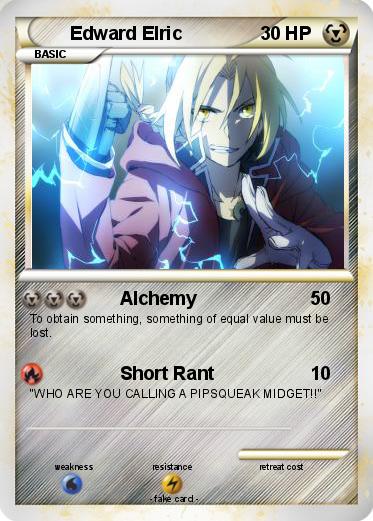 Edward Elric 30 HP
BASIC
Alchemy 50
To obtain something, something of equal value must be
lost.
Short Rant 10
"WHO ARE YOU CALLING A PIPSQUEAK MIDGET!!"
weakness resistance retreat cost
- fake card -